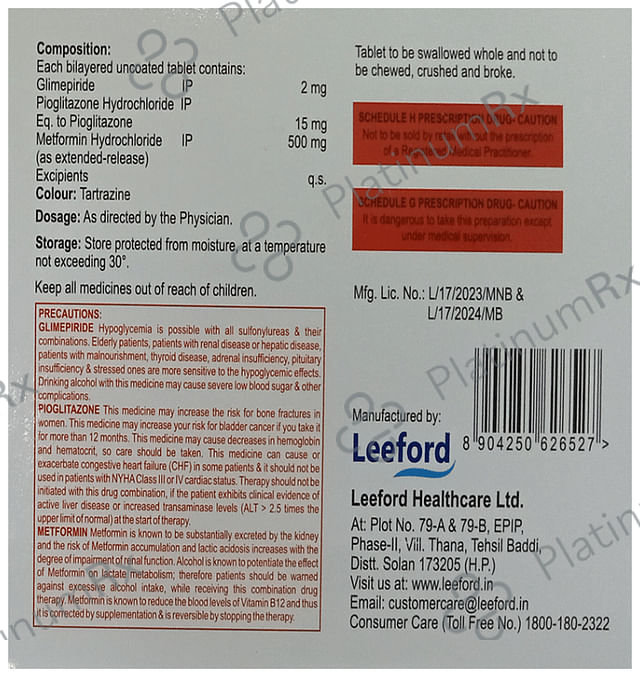 Composition:
Each bilayered uncoated tablet contains:
Glimepiride IP 2 mg
Pioglitazone Hydrochloride IP
Eq. to Pioglitazone 15 mg
Metformin Hydrochloride IP 500 mg
(as extended-release)
Excipients q.s.
Colour: Tartrazine
Dosage: As directed by the Physician.
Storage: Store protected from moisture, at a temperature
not exceeding 30°.
Keep all medicines out of reach of children.
PRECAUTIONS:
GLIMEPIRIDE Hypoglycemia is possible with all sulfonylureas & their
combinations. Elderly patients, patients with renal disease or hepatic disease,
patients with malnourishment, thyroid disease, adrenal insufficiency, pituitary
insufficiency & stressed ones are more sensitive to the hypoglycemic effects.
Drinking alcohol with this medicine may cause severe low blood sugar & other
complications.
PIOGLITAZONE This medicine may increase the risk for bone fractures in
women. This medicine may increase your risk for bladder cancer if you take it
for more than 12 months. This medicine may cause decreases in hemoglobin
and hematocrit, so care should be taken. This medicine can cause or
exacerbate congestive heart failure (CHF) in some patients & it should not be
used in patients with NYHA Class III or IV cardiac status. Therapy should not be
initiated with this drug combination, if the patient exhibits clinical evidence of
active liver disease or increased transaminase levels (ALT > 2.5 times the
upper limit of normal) at the start of therapy.
METFORMIN Metformin is known to be substantially excreted by the kidney
and the risk of Metformin accumulation and lactic acidosis increases with the
degree of impairment of renal function. Alcohol is known to potentiate the effect
of Metformin on lactate metabolism; therefore patients should be warned
against excessive alcohol intake, while receiving this combination drug
therapy. Metformin is known to reduce the blood levels of Vitamin B12 and thus
it is corrected by supplementation & is reversible by stopping the therapy.
Tablet to be swallowed whole and not to
be chewed, crushed and broke.
SCHEDULE H PRESCRIPTION DRUG- CAUTION
Not to be sold by retail without the prescription
of a Registered Medical Practitioner.
SCHEDULE G PRESCRIPTION DRUG- CAUTION
It is dangerous to take this preparation except
under medical supervision.
Mfg. Lic. No.: L/17/2023/MNB &
L/17/2024/MB
8 904250 626527 >
Manufactured by:
Leeford
Leeford Healthcare Ltd.
At: Plot No. 79-A & 79-B, EPIP,
Phase-II, Vill. Thana, Tehsil Baddi,
Distt. Solan 173205 (H.P.)
Visit us at: www.leeford.in
Email: customercare@leeford.in
Consumer Care (Toll Free No.) 1800-180-2322
PlatinumRx
PlatinumRx